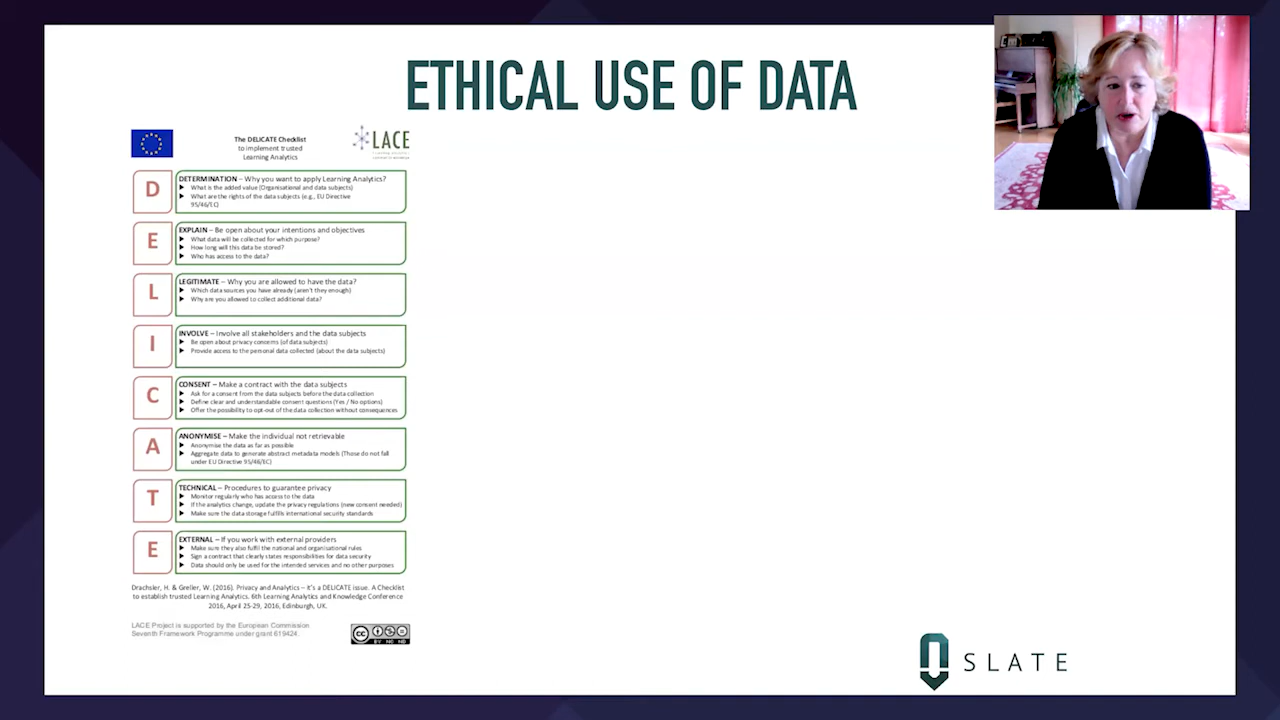 ETHICAL USE OF DATA
The DELICATE Checklist
to implement trusted
Learning Analytics
LACE
D
DETERMINATION – Why you want to apply Learning Analytics?
What is the added value (Organisational and data subjects)
What are the rights of the data subjects (e.g., EU Directive
95/46/EC)
E
EXPLAIN – Be open about your intentions and objectives
What data will be collected for which purpose?
How long will this data be stored?
Who has access to the data?
L
LEGITIMATE – Why you are allowed to have the data?
Which data sources you have already (aren't they enough)
Why are you allowed to collect additional data?
I
INVOLVE – Involve all stakeholders and the data subjects
Be open about privacy concerns (of data subjects)
Provide access to the personal data collected (about the data subjects)
C
CONSENT – Make a contract with the data subjects
Ask for a consent from the data subjects before the data collection
Define clear and understandable consent questions (Yes / No options)
Offer the possibility to opt-out of the data collection without consequences
A
ANONYMISE – Make the individual not retrievable
Anonymise the data as far as possible
Aggregate data to generate abstract metadata models (Those do not fall
under EU Directive 95/46/EC)
T
TECHNICAL – Procedures to guarantee privacy
Monitor regularly who has access to the data
If the analytics change, update the privacy regulations (new consent needed)
Make sure the data storage fulfills international security standards
E
EXTERNAL – If you work with external providers
Make sure they also fulfil the national and organisational rules
Sign a contract that clearly states responsibilities for data security
Data should only be used for the intended services and no other purposes
Drachsler, H. & Greller, W. (2016). Privacy and Analytics – it's a DELICATE issue. A Checklist
to establish trusted Learning Analytics. 6th Learning Analytics and Knowledge Conference
2016, April 25-29, 2016, Edinburgh, UK.
LACE Project is supported by the European Commission
Seventh Framework Programme under grant 619424.
CC
BY NC ND
SLATE